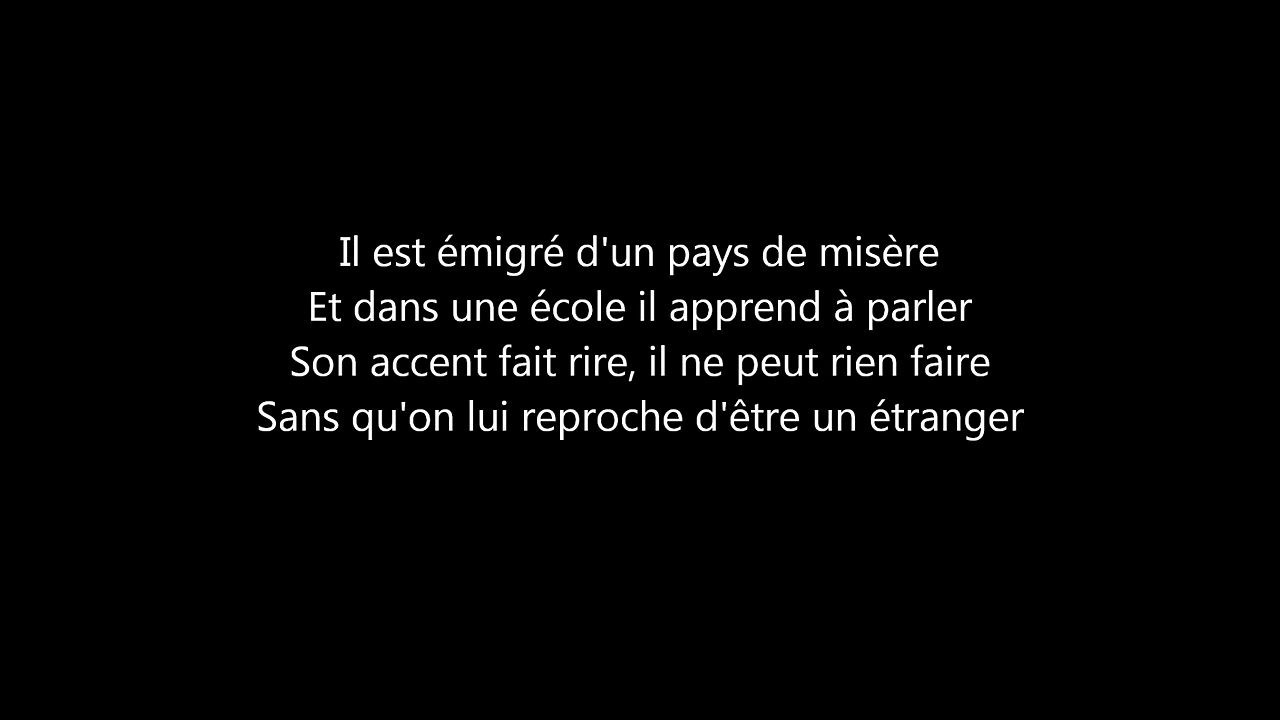 Il est émigré d'un pays de misère
Et dans une école il apprend à parler
Son accent fait rire, il ne peut rien faire
Sans qu'on lui reproche d'être un étranger